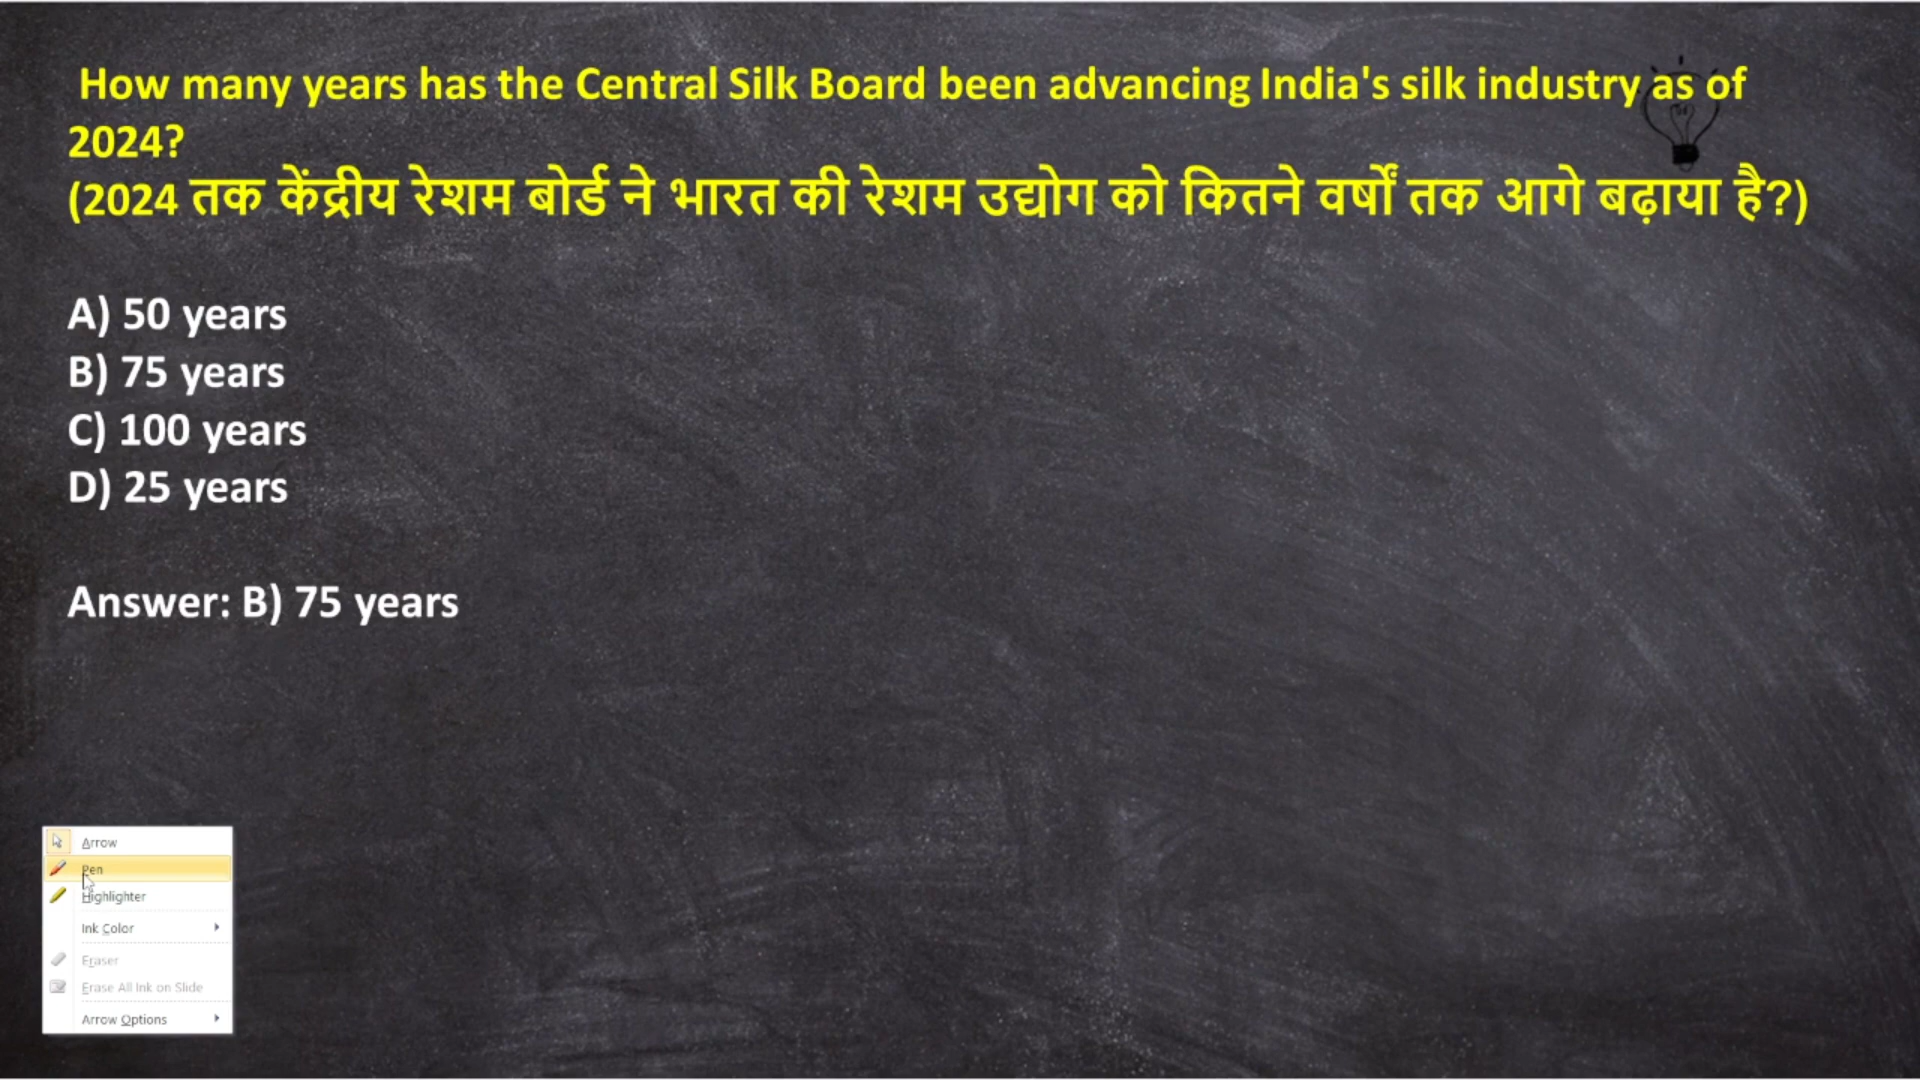 How many years has the Central Silk Board been advancing India's silk industry as of
2024?
(2024 तक केंद्रीय रेशम बोर्ड ने भारत की रेशम उद्योग को कितने वर्षों तक आगे बढ़ाया है?)
A) 50 years
B) 75 years
C) 100 years
D) 25 years
Answer: B) 75 years
Arrow
Pen
Highlighter
Ink Color
Eraser
Erase All Ink on Slide
Arrow Options